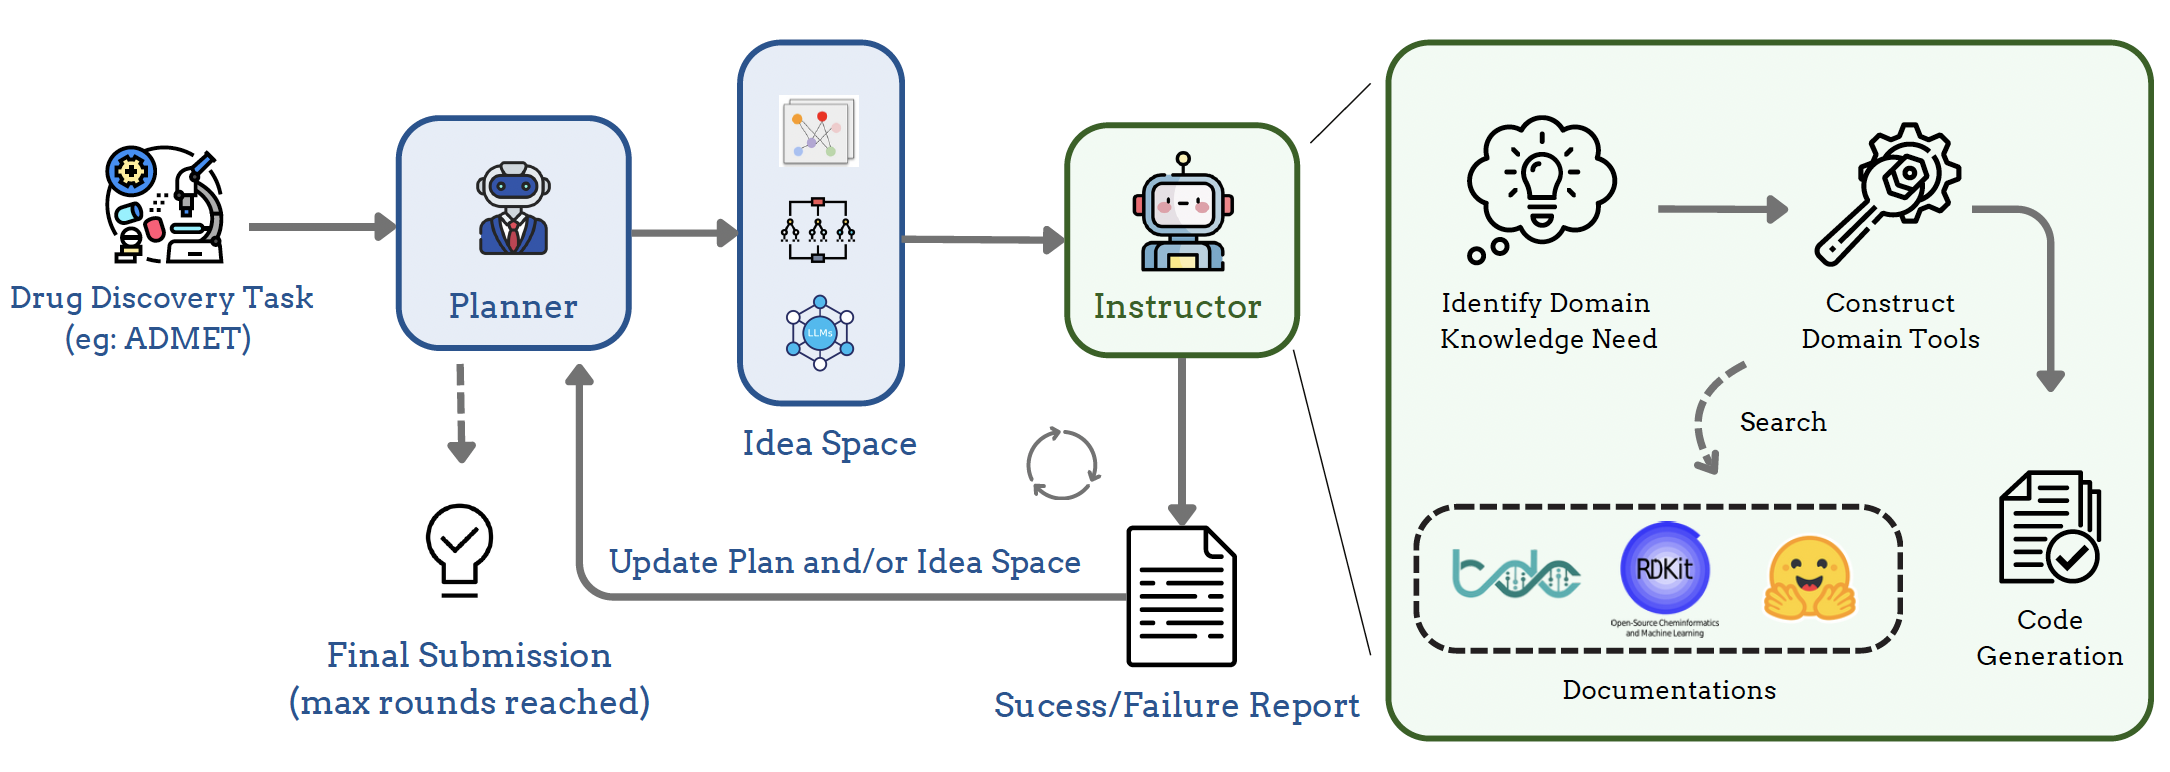 Drug Discovery Task
(eg: ADMET)
Planner
Final Submission
(max rounds reached)
LLMs
Idea Space
Update Plan and/or Idea Space
Instructor
Sucess/Failure Report
Identify Domain
Knowledge Need
Construct
Domain Tools
Search
RDKit
Open-Source Cheminformatics
and Machine Learning
Documentations
Code
Generation